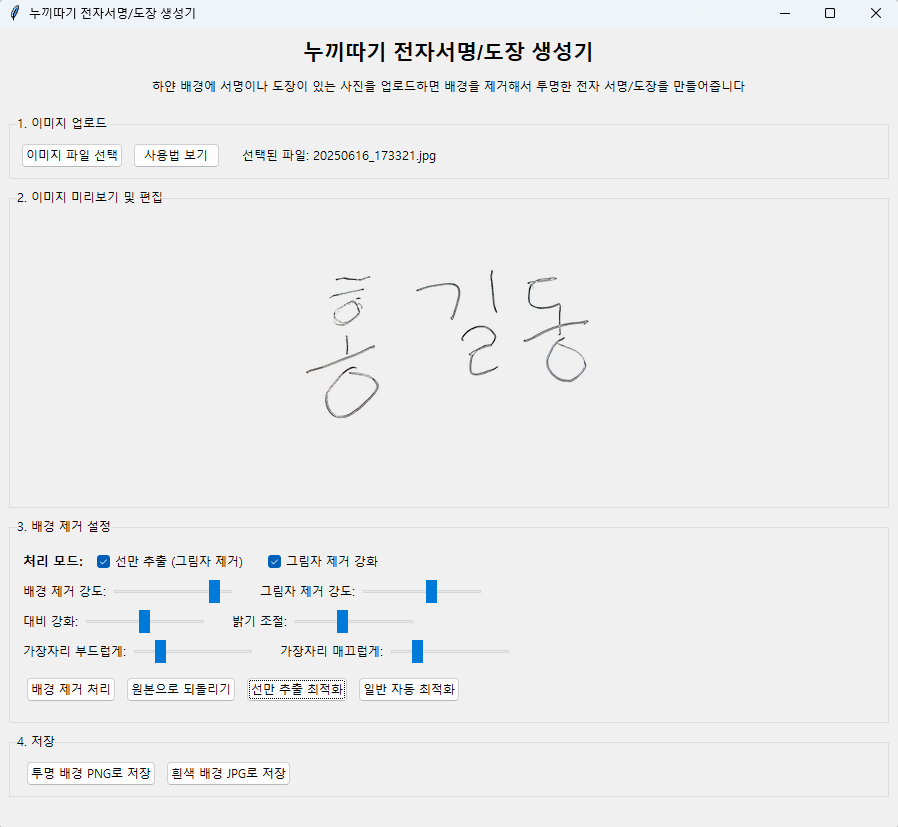 누끼따기 전자서명/도장 생성기
누끼따기 전자서명/도장 생성기
하얀 배경에 서명이나 도장이 있는 사진을 업로드하면 배경을 제거해서 투명한 전자 서명/도장을 만들어줍니다
1. 이미지 업로드
이미지 파일 선택 사용법 보기 선택된 파일: 20250616_173321.jpg
2. 이미지 미리보기 및 편집
홍 길 동
3. 배경 제거 설정
처리 모드: 선만 추출 (그림자 제거) 그림자 제거 강화
배경 제거 강도: 그림자 제거 강도:
대비 강화: 밝기 조절:
가장자리 부드럽게: 가장자리 매끄럽게:
배경 제거 처리 원본으로 되돌리기 선만 추출 최적화 일반 자동 최적화
4. 저장
투명 배경 PNG로 저장 흰색 배경 JPG로 저장